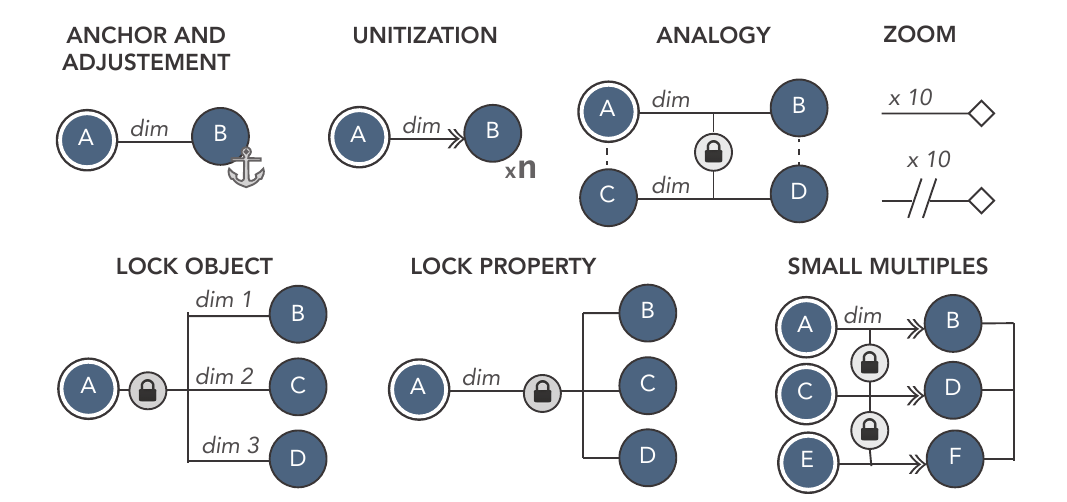 ANCHOR AND
ADJUSTEMENT
A dim B
UNITIZATION
A dim B
xn
ANALOGY
A dim B
C dim D
ZOOM
x 10
x 10
LOCK OBJECT
A
dim 1 B
dim 2 C
dim 3 D
LOCK PROPERTY
A dim
B
C
D
SMALL MULTIPLES
A dim B
C D
E F